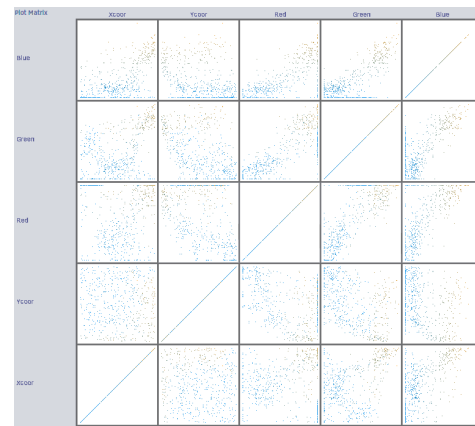 Plot Matrix
Xcoor Ycoor Red Green Blue
Blue
Green
Red
Ycoor
Xcoor